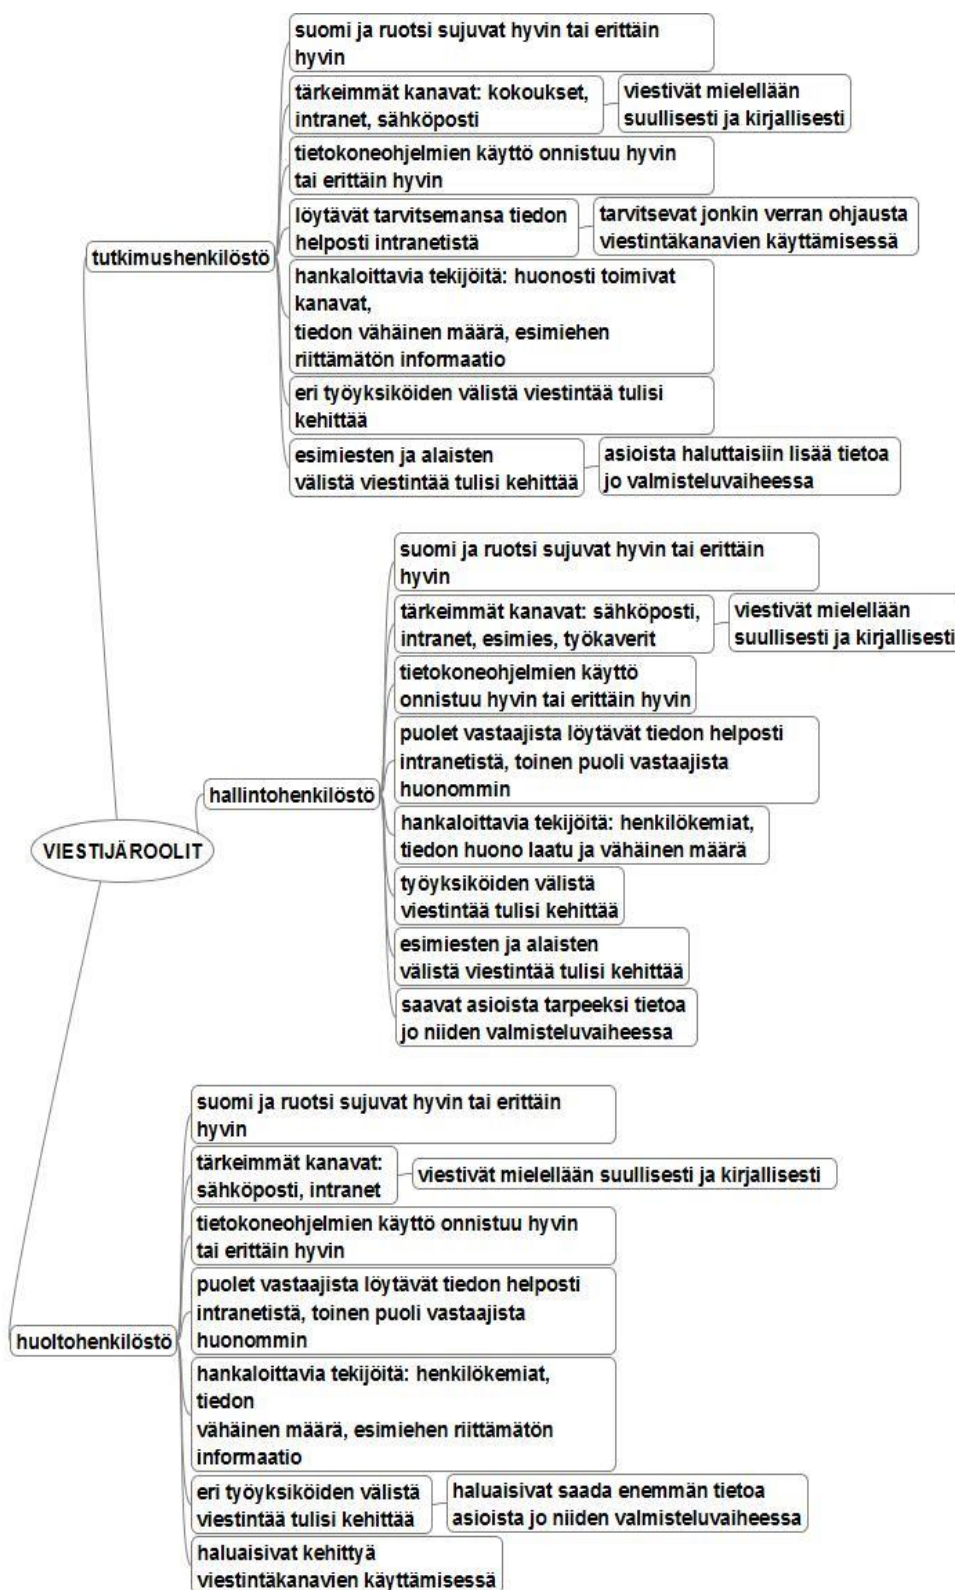 suomi ja ruotsi sujuvat hyvin tai erittäin
hyvin
tärkeimmät kanavat: kokoukset,
intranet, sähköposti
viestivät mielellään
suullisesti ja kirjallisesti
tietokoneohjelmien käyttö onnistuu hyvin
tai erittäin hyvin
löytävät tarvitsemansa tiedon
helposti intranetistä
tarvitsevat jonkin verran ohjausta
viestintäkanavien käyttämisessä
tutkimushenkilöstö
hankaloittavia tekijöitä: huonosti toimivat
kanavat,
tiedon vähäinen määrä, esimiehen
riittämätön informaatio
eri työyksiköiden välistä viestintää tulisi
kehittää
esimiesten ja alaisten
välistä viestintää tulisi kehittää
asioista haluttaisiin lisää tietoa
jo valmisteluvaiheessa
suomi ja ruotsi sujuvat hyvin tai erittäin
hyvin
tärkeimmät kanavat: sähköposti,
intranet, esimies, työkaverit
viestivät mielellään
suullisesti ja kirjallisesti
tietokoneohjelmien käyttö
onnistuu hyvin tai erittäin hyvin
puolet vastaajista löytävät tiedon helposti
intranetistä, toinen puoli vastaajista
huonommin
hallintohenkilöstö
hankaloittavia tekijöitä: henkilökemiat,
tiedon huono laatu ja vähäinen määrä
VIESTIJÄROOLIT
työyksiköiden välistä
viestintää tulisi kehittää
esimiesten ja alaisten
välistä viestintää tulisi kehittää
saavat asioista tarpeeksi tietoa
jo niiden valmisteluvaiheessa
suomi ja ruotsi sujuvat hyvin tai erittäin
hyvin
tärkeimmät kanavat:
sähköposti, intranet
viestivät mielellään suullisesti ja kirjallisesti
tietokoneohjelmien käyttö onnistuu hyvin
tai erittäin hyvin
puolet vastaajista löytävät tiedon helposti
intranetistä, toinen puoli vastaajista
huonommin
huoltohenkilöstö
hankaloittavia tekijöitä: henkilökemiat,
tiedon
vähäinen määrä, esimiehen riittämätön
informaatio
eri työyksiköiden välistä
viestintää tulisi kehittää
haluaisivat saada enemmän tietoa
asioista jo niiden valmisteluvaiheessa
haluaisivat kehittyä
viestintäkanavien käyttämisessä